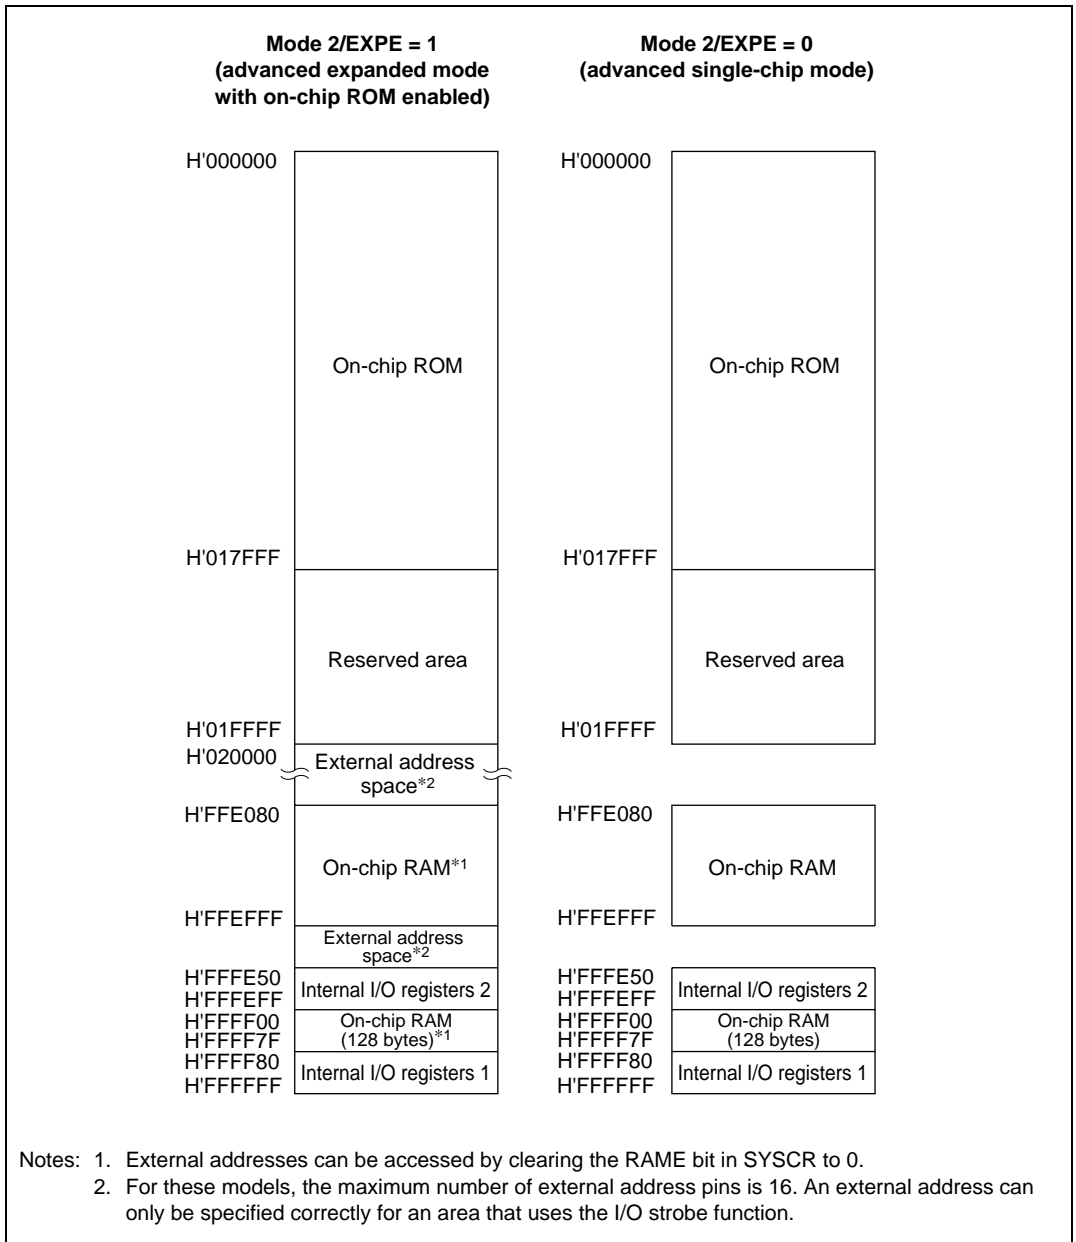 Mode 2/EXPE = 1
(advanced expanded mode
with on-chip ROM enabled)
Mode 2/EXPE = 0
(advanced single-chip mode)
H'000000
On-chip ROM
H'017FFF
Reserved area
H'01FFFF
H'020000
External address
space*2
H'FFE080
On-chip RAM*1
H'FFEFFF
External address
space*2
H'FFFE50
Internal I/O registers 2
H'FFFEFF
H'FFFF00
On-chip RAM
(128 bytes)*1
H'FFFF7F
H'FFFF80
Internal I/O registers 1
H'FFFFFF
H'000000
On-chip ROM
H'017FFF
Reserved area
H'01FFFF
H'FFE080
On-chip RAM
H'FFEFFF
H'FFFE50
Internal I/O registers 2
H'FFFEFF
H'FFFF00
On-chip RAM
(128 bytes)
H'FFFF7F
H'FFFF80
Internal I/O registers 1
H'FFFFFF
Notes: 1. External addresses can be accessed by clearing the RAME bit in SYSCR to 0.
2. For these models, the maximum number of external address pins is 16. An external address can
only be specified correctly for an area that uses the I/O strobe function.